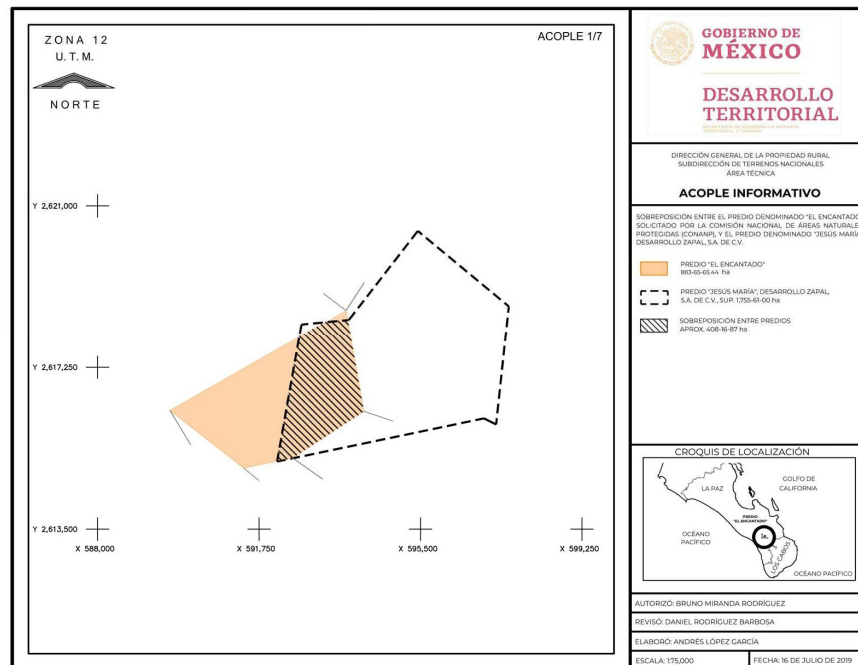 ZONA 12
U. T. M.
NORTE
ACOPLE 1/7
Y 2,621,000
Y 2,617,250
Y 2,613,500
X 588,000
X 591,750
X 595,500
X 599,250
GOBIERNO DE
MÉXICO
DESARROLLO
TERRITORIAL
SECRETARÍA DE DESARROLLO AGRARIO,
TERRITORIAL Y URBANO
DIRECCIÓN GENERAL DE LA PROPIEDAD RURAL
SUBDIRECCIÓN DE TERRENOS NACIONALES
ÁREA TÉCNICA
ACOPLE INFORMATIVO
SOBREPOSICIÓN ENTRE EL PREDIO DENOMINADO "EL ENCANTADO
SOLICITADO POR LA COMISIÓN NACIONAL DE ÁREAS NATURALE
PROTEGIDAS (CONANP), Y EL PREDIO DENOMINADO "JESÚS MARÍA
DESARROLLO ZAPAL, S.A. DE C.V.
PREDIO "EL ENCANTADO"
883-65-65.44 ha
PREDIO "JESÚS MARÍA", DESARROLLO ZAPAL,
S.A. DE C.V., SUP. 1,755-61-00 ha
SOBREPOSICIÓN ENTRE PREDIOS
APROX. 408-16-87 ha
CROQUIS DE LOCALIZACIÓN
LA PAZ
GOLFO DE
CALIFORNIA
PREDIO
"EL ENCANTADO"
OCÉANO
PACÍFICO
LOS CABOS
OCÉANO PACÍFICO
AUTORIZÓ: BRUNO MIRANDA RODRÍGUEZ
REVISÓ: DANIEL RODRÍGUEZ BARBOSA
ELABORÓ: ANDRÉS LÓPEZ GARCÍA
ESCALA: 1:75,000
FECHA: 16 DE JULIO DE 2019